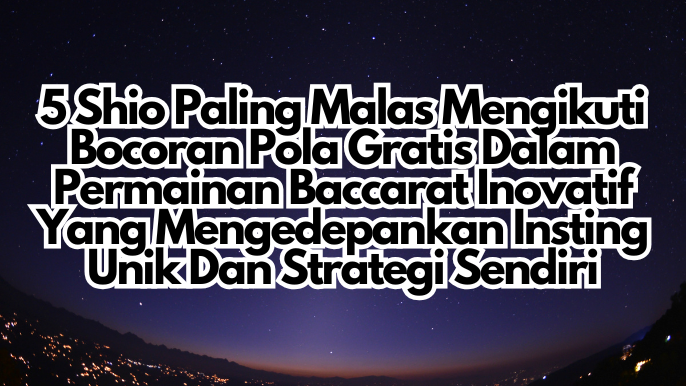 5 Shio Paling Malas Mengikuti
Bocoran Pola Gratis Dalam
Permainan Baccarat Inovatif
Yang Mengedepankan Insting
Unik Dan Strategi Sendiri